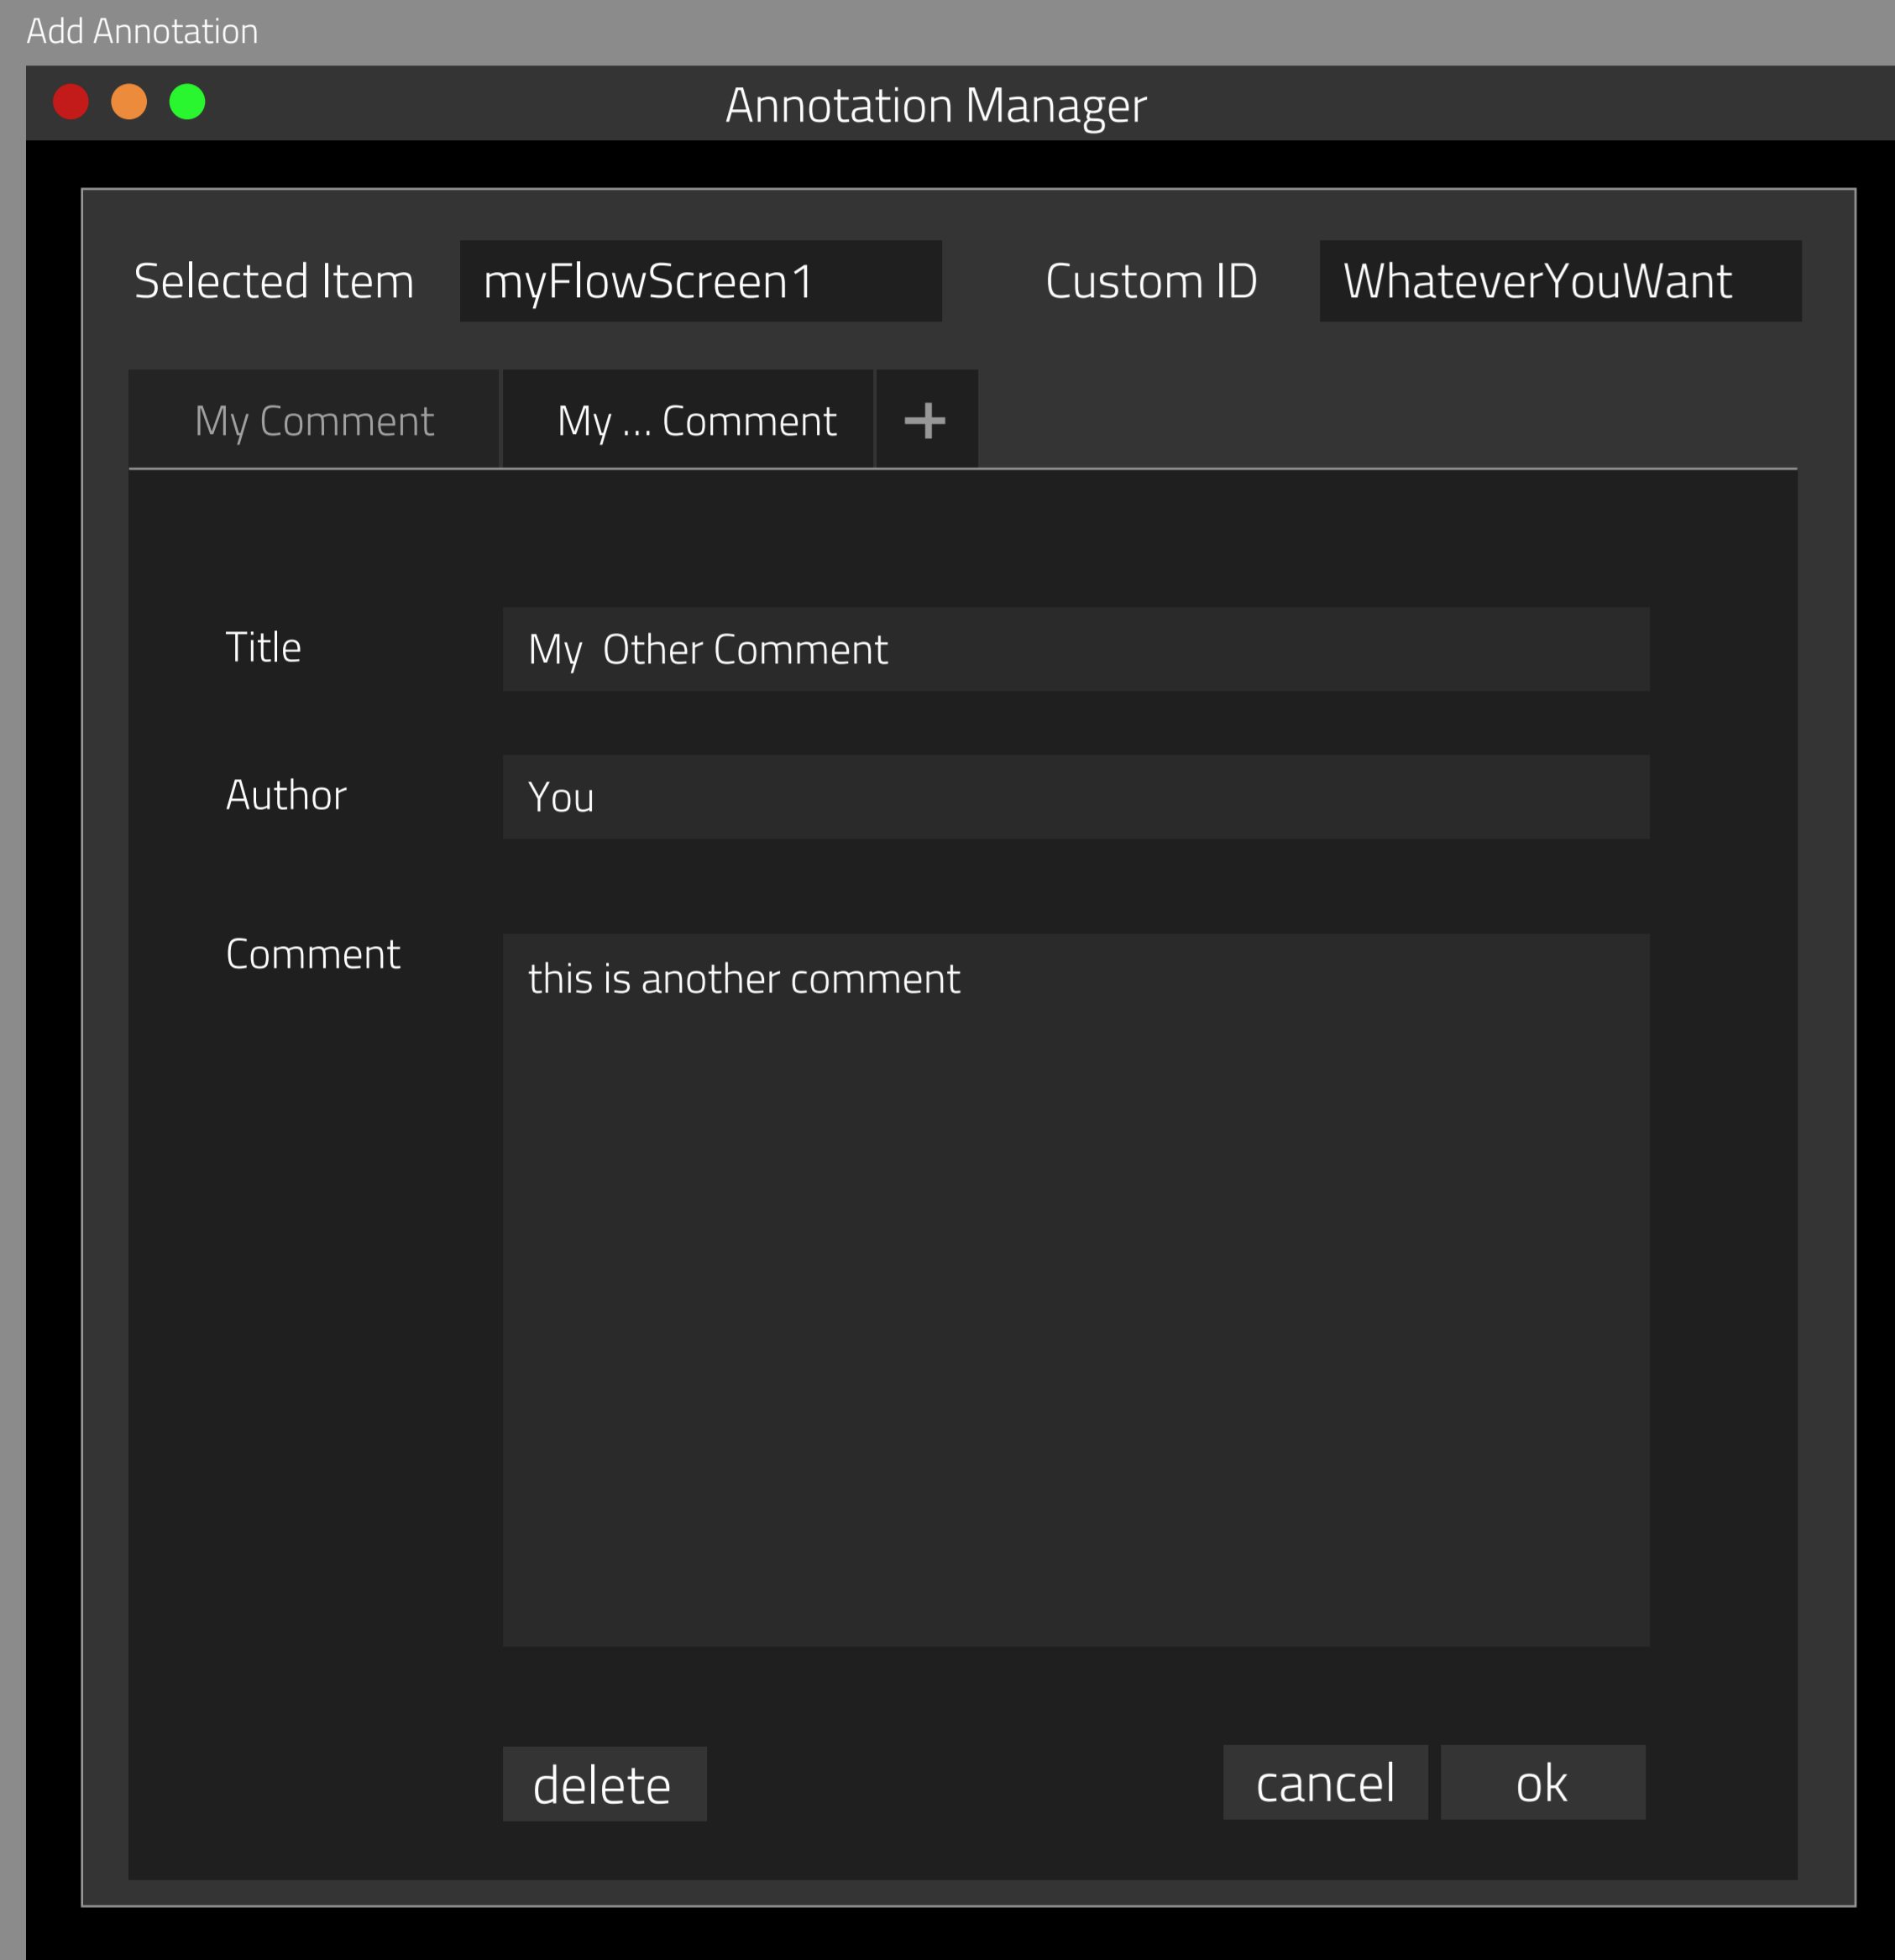 Add Annotation
Annotation Manager
Selected Item myFlowScreen1 Custom ID WhateverYouWant
My Comment My ... Comment +
Title My Other Comment
Author You
Comment this is another comment
delete cancel ok